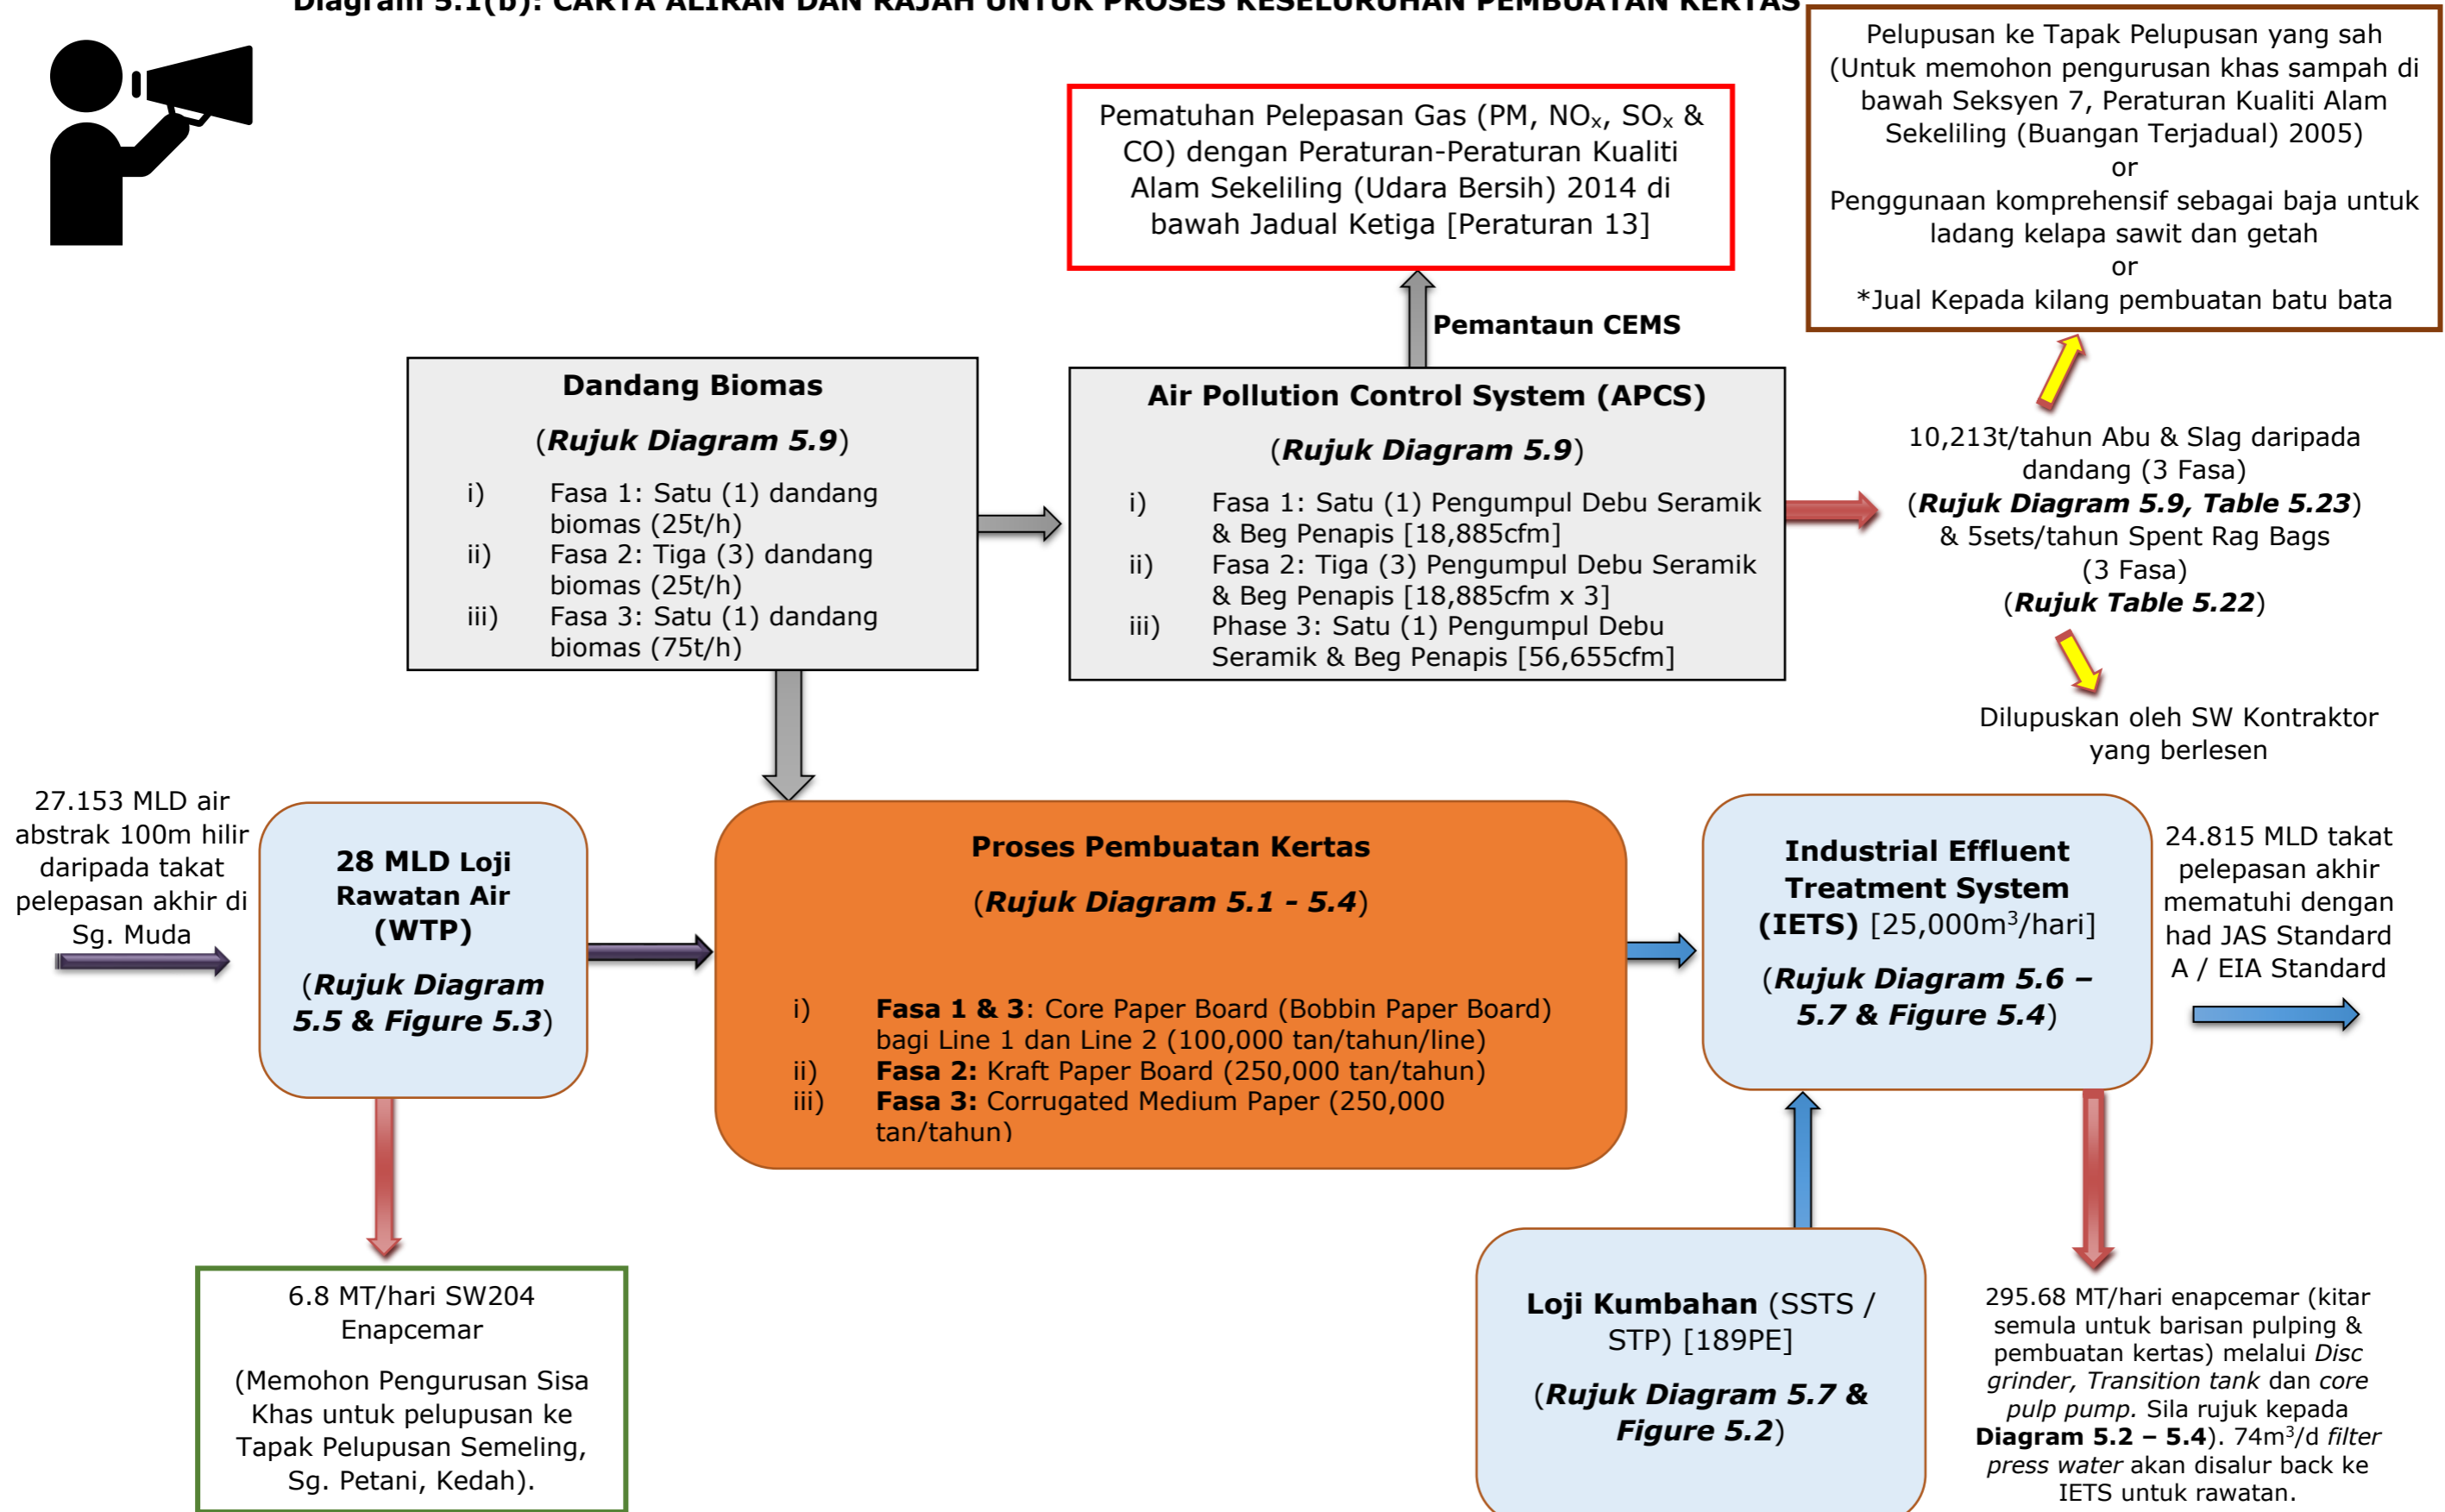 Diagram 5.1(b): CARTA ALIRAN DAN RAJAH UNTUK PROSES KESELURUHAN PEMBUATAN KERTAS
Pelupusan ke Tapak Pelupusan yang sah
(Untuk memohon pengurusan khas sampah di
bawah Seksyen 7, Peraturan Kualiti Alam
Sekeliling (Buangan Terjadual) 2005)
or
Penggunaan komprehensif sebagai baja untuk
ladang kelapa sawit dan getah
or
*Jual Kepada kilang pembuatan batu bata
Pematuhan Pelepasan Gas (PM, NOx, SOx &
CO) dengan Peraturan-Peraturan Kualiti
Alam Sekeliling (Udara Bersih) 2014 di
bawah Jadual Ketiga [Peraturan 13]
Pemantaun CEMS
Dandang Biomas
(Rujuk Diagram 5.9)
i) Fasa 1: Satu (1) dandang
biomas (25t/h)
ii) Fasa 2: Tiga (3) dandang
biomas (25t/h)
iii) Fasa 3: Satu (1) dandang
biomas (75t/h)
Air Pollution Control System (APCS)
(Rujuk Diagram 5.9)
i) Fasa 1: Satu (1) Pengumpul Debu Seramik
& Beg Penapis [18,885cfm]
ii) Fasa 2: Tiga (3) Pengumpul Debu Seramik
& Beg Penapis [18,885cfm x 3]
iii) Phase 3: Satu (1) Pengumpul Debu
Seramik & Beg Penapis [56,655cfm]
10,213t/tahun Abu & Slag daripada
dandang (3 Fasa)
(Rujuk Diagram 5.9, Table 5.23)
& 5sets/tahun Spent Rag Bags
(3 Fasa)
(Rujuk Table 5.22)
Dilupuskan oleh SW Kontraktor
yang berlesen
27.153 MLD air
abstrak 100m hilir
daripada takat
pelepasan akhir di
Sg. Muda
28 MLD Loji
Rawatan Air
(WTP)
(Rujuk Diagram
5.5 & Figure 5.3)
Proses Pembuatan Kertas
(Rujuk Diagram 5.1 - 5.4)
i) Fasa 1 & 3: Core Paper Board (Bobbin Paper Board)
bagi Line 1 dan Line 2 (100,000 tan/tahun/line)
ii) Fasa 2: Kraft Paper Board (250,000 tan/tahun)
iii) Fasa 3: Corrugated Medium Paper (250,000
tan/tahun)
Industrial Effluent
Treatment System
(IETS) [25,000m³/hari]
(Rujuk Diagram 5.6 –
5.7 & Figure 5.4)
24.815 MLD takat
pelepasan akhir
mematuhi dengan
had JAS Standard
A / EIA Standard
6.8 MT/hari SW204
Enapcemar
(Memohon Pengurusan Sisa
Khas untuk pelupusan ke
Tapak Pelupusan Semeling,
Sg. Petani, Kedah).
Loji Kumbahan (SSTS /
STP) [189PE]
(Rujuk Diagram 5.7 &
Figure 5.2)
295.68 MT/hari enapcemar (kitar
semula untuk barisan pulping &
pembuatan kertas) melalui Disc
grinder, Transition tank dan core
pulp pump. Sila rujuk kepada
Diagram 5.2 – 5.4). 74m³/d filter
press water akan disalur back ke
IETS untuk rawatan.